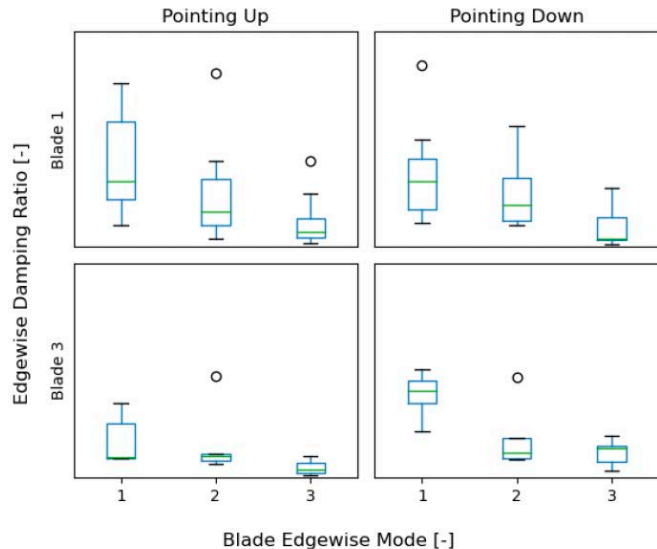 Pointing Up
Pointing Down
Edgewise Damping Ratio [-]
Blade 1
Blade 3
1 2 3
1 2 3
Blade Edgewise Mode [-]